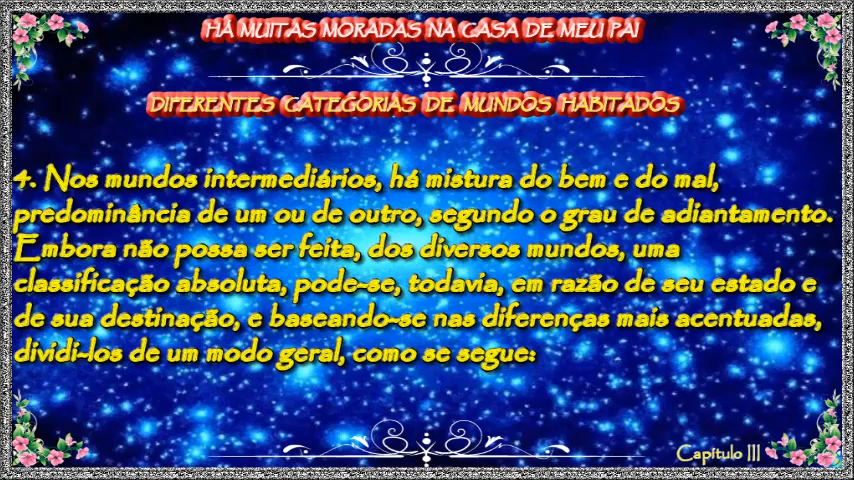 HÁ MUITAS MORADAS NA CASA DE MEU PAI
DIFERENTES CATEGORIAS DE MUNDOS HABITADOS
4. Nos mundos intermediários, há mistura do bem e do mal,
predominância de um ou de outro, segundo o grau de adiantamento.
Embora não possa ser feita, dos diversos mundos, uma
classificação absoluta, pode-se, todavia, em razão de seu estado e
de sua destinação, e baseando-se nas diferenças mais acentuadas,
dividi-los de um modo geral, como se segue:
Capítulo III